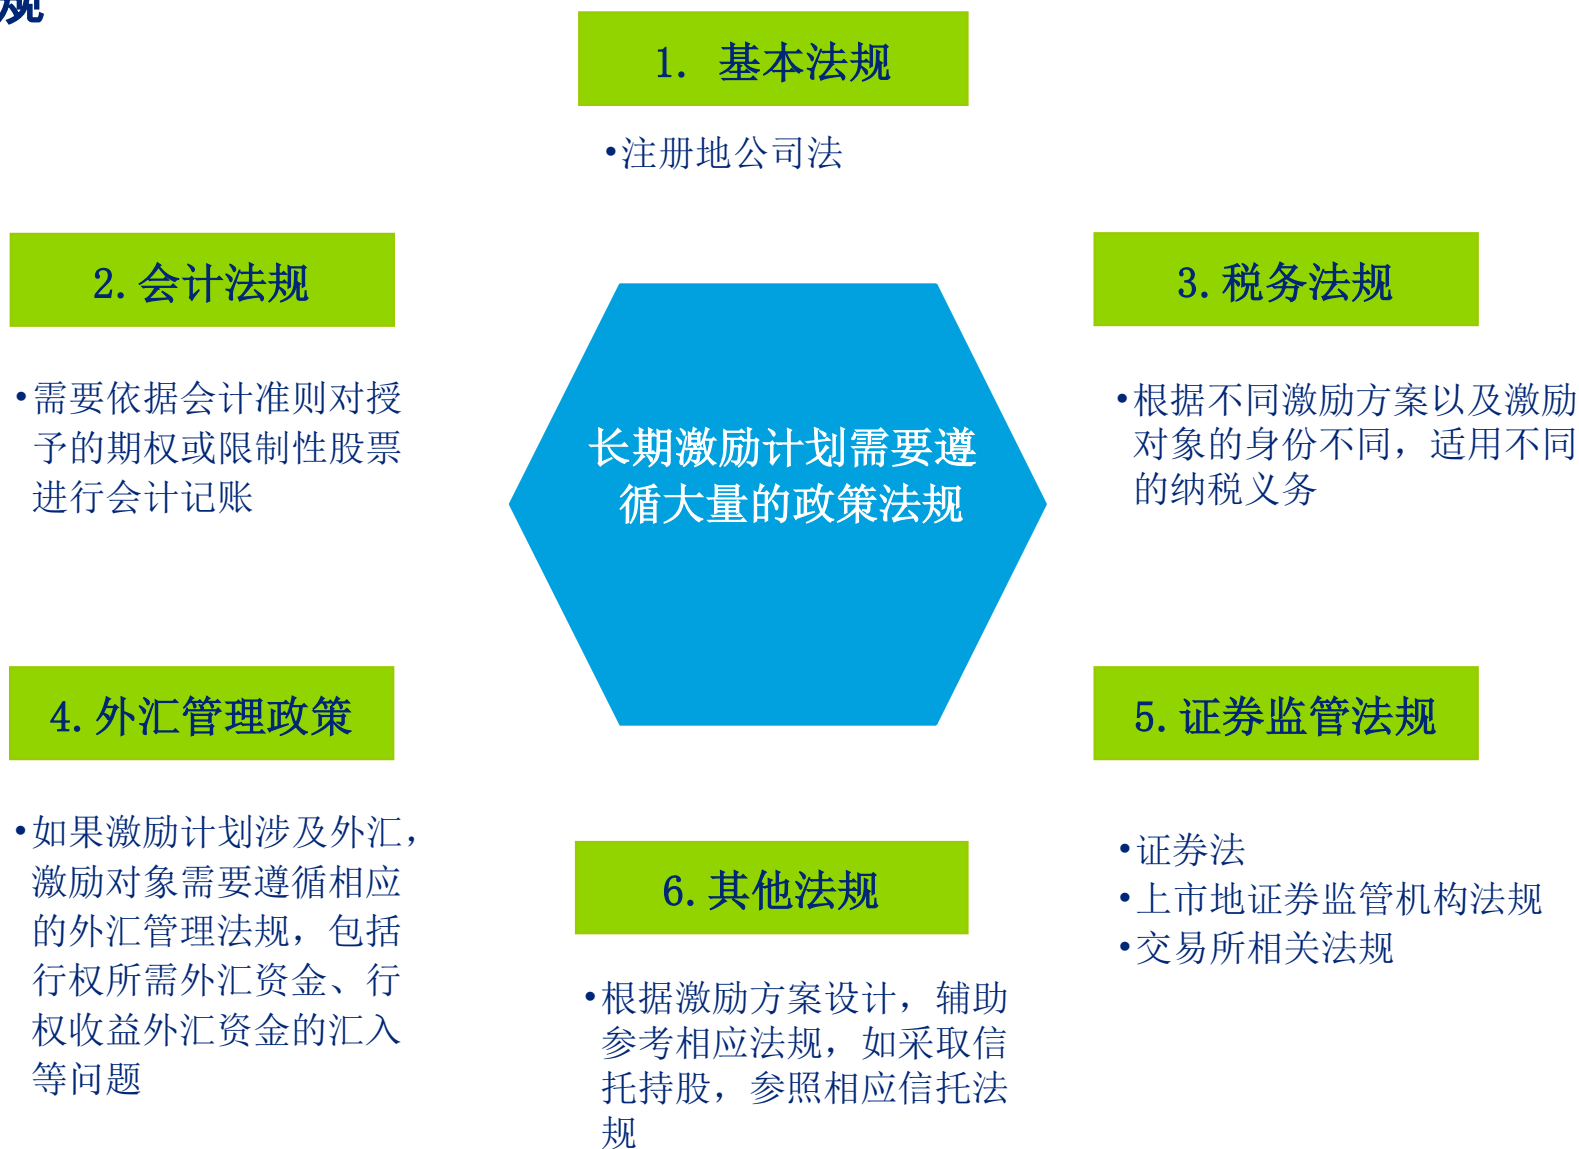 规
1. 基本法规
•注册地公司法
2.会计法规
•需要依据会计准则对授
予的期权或限制性股票
进行会计记账
3.税务法规
•根据不同激励方案以及激励
对象的身份不同，适用不同
的纳税义务
长期激励计划需要遵
循大量的政策法规
4.外汇管理政策
•如果激励计划涉及外汇，
激励对象需要遵循相应
的外汇管理法规，包括
行权所需外汇资金、行
权收益外汇资金的汇入
等问题
5.证券监管法规
•证券法
•上市地证券监管机构法规
•交易所相关法规
6.其他法规
•根据激励方案设计，辅助
参考相应法规，如采取信
托持股，参照相应信托法
规